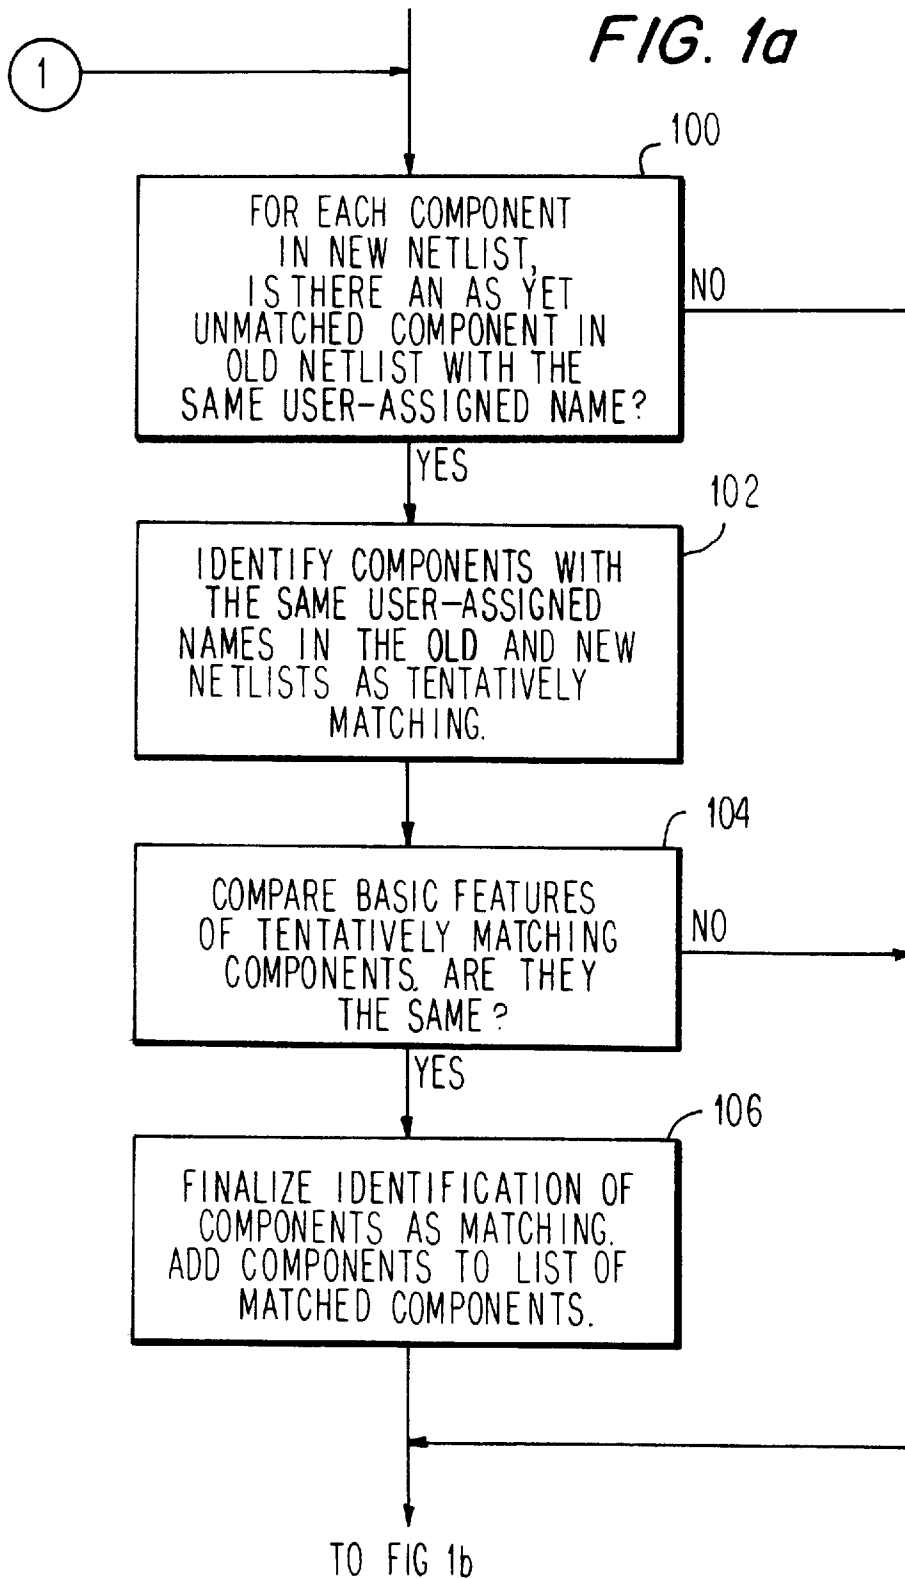 FIG. 1a
1
100
FOR EACH COMPONENT
IN NEW NETLIST,
IS THERE AN AS YET
UNMATCHED COMPONENT IN
OLD NETLIST WITH THE
SAME USER-ASSIGNED NAME?
NO
YES
102
IDENTIFY COMPONENTS WITH
THE SAME USER-ASSIGNED
NAMES IN THE OLD AND NEW
NETLISTS AS TENTATIVELY
MATCHING.
104
COMPARE BASIC FEATURES
OF TENTATIVELY MATCHING
COMPONENTS. ARE THEY
THE SAME?
NO
YES
106
FINALIZE IDENTIFICATION OF
COMPONENTS AS MATCHING.
ADD COMPONENTS TO LIST OF
MATCHED COMPONENTS.
TO FIG 1b